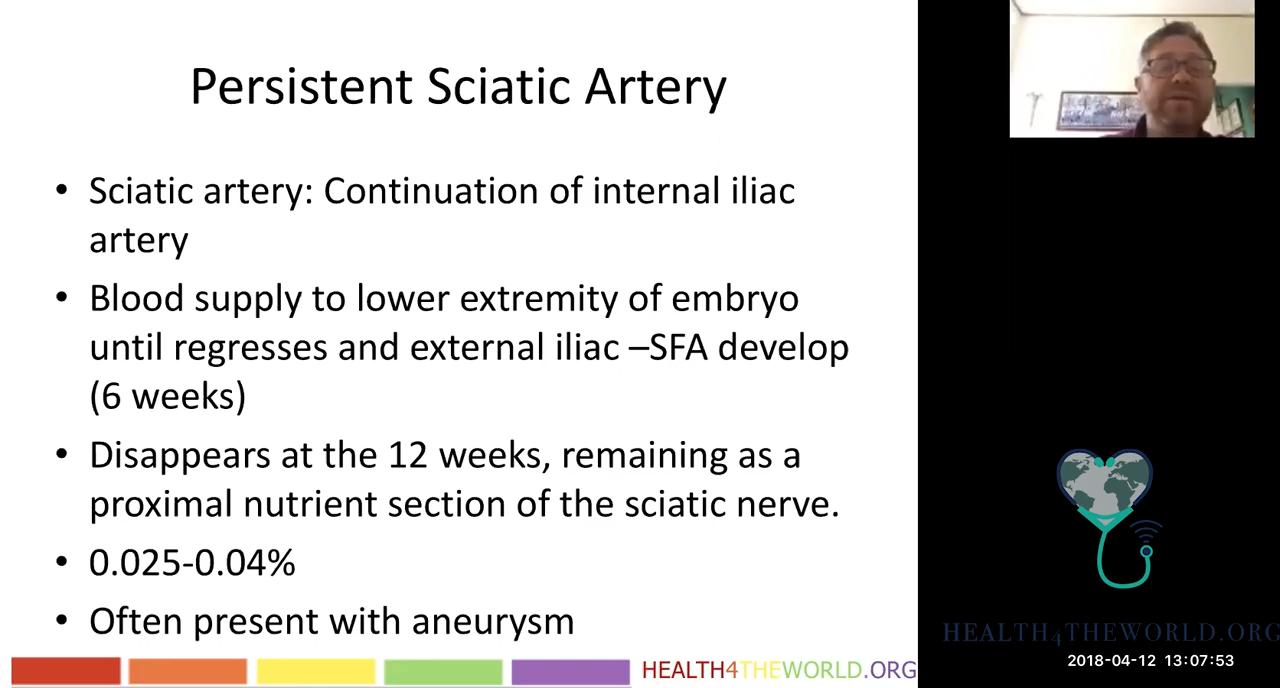 Persistent Sciatic Artery
• Sciatic artery: Continuation of internal iliac
artery
• Blood supply to lower extremity of embryo
until regresses and external iliac –SFA develop
(6 weeks)
• Disappears at the 12 weeks, remaining as a
proximal nutrient section of the sciatic nerve.
• 0.025-0.04%
• Often present with aneurysm
HEALTH4THEWORLD.ORG
HEALTH4THEWORLD.ORG
2018-04-12 13:07:53